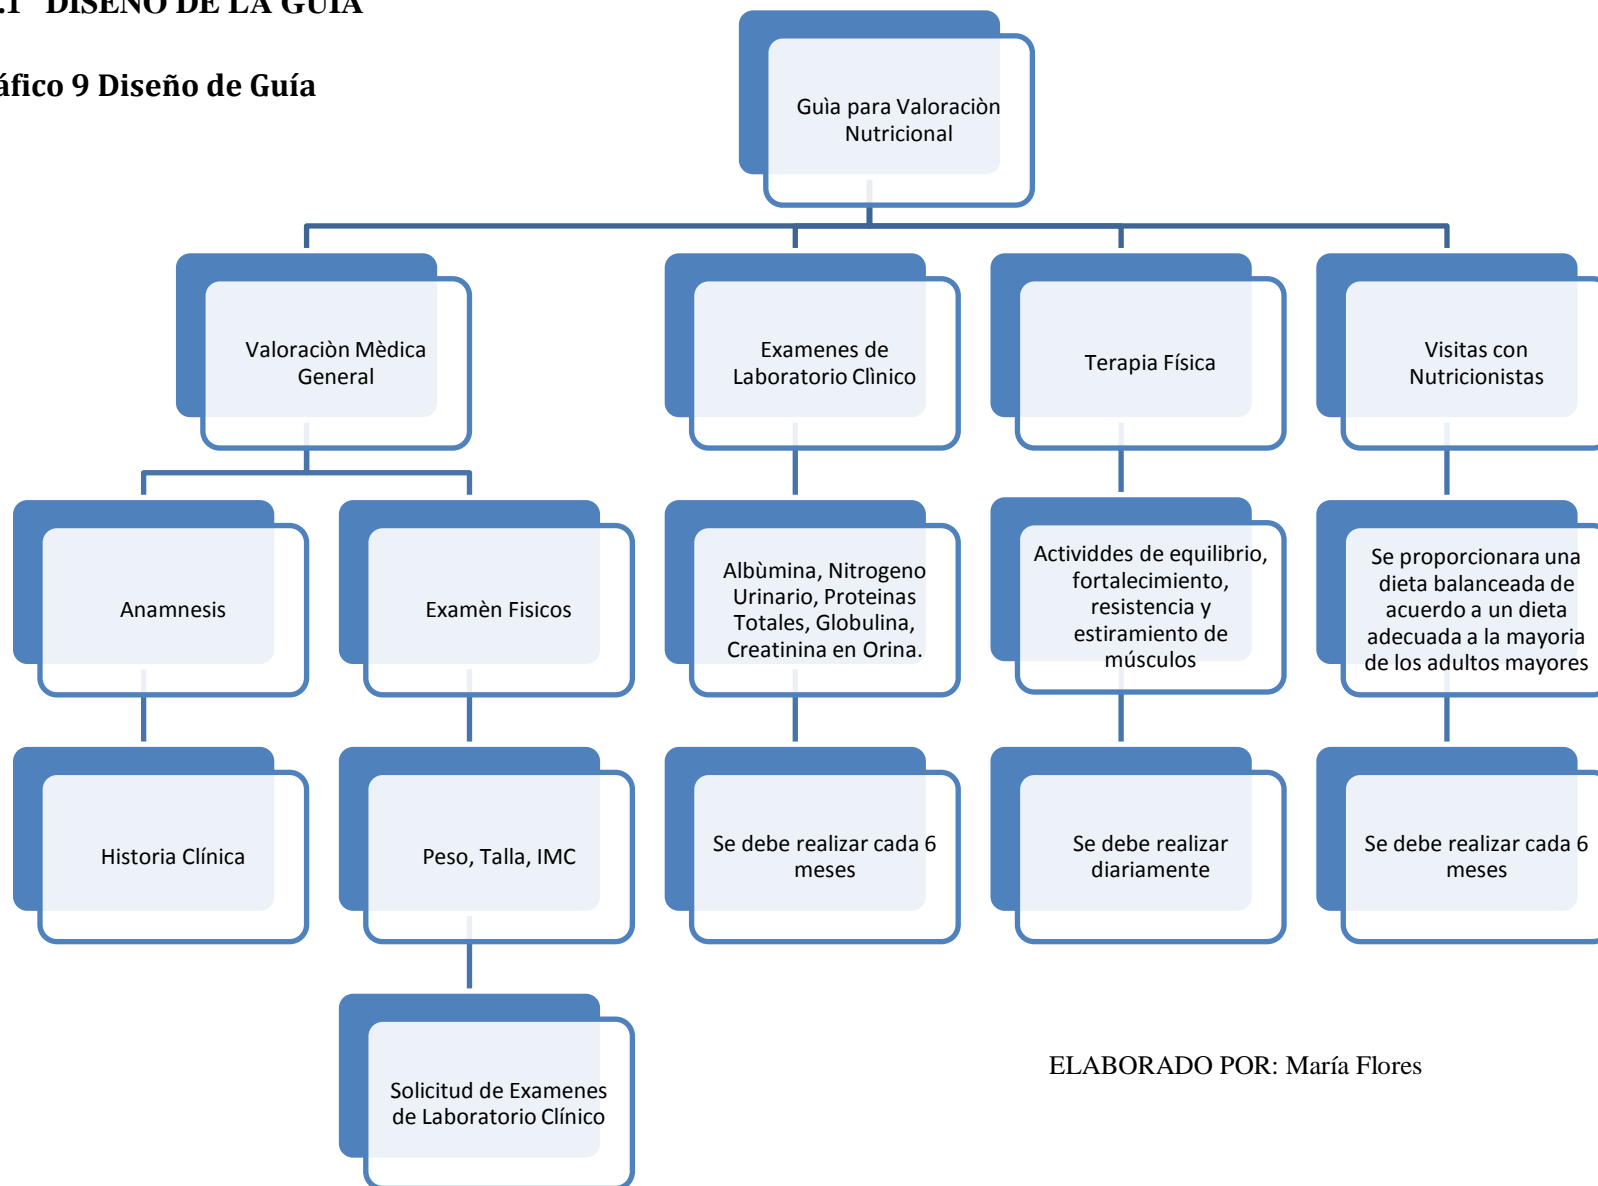 .1 DISEÑO DE LA GUÍA
áfico 9 Diseño de Guía
Guìa para Valoraciòn
Nutricional
Valoraciòn Mèdica
General
Examenes de
Laboratorio Clìnico
Terapia Física
Visitas con
Nutricionistas
Anamnesis
Examèn Fisicos
Albùmina, Nitrogeno
Urinario, Proteinas
Totales, Globulina,
Creatinina en Orina.
Actividdes de equilibrio,
fortalecimiento,
resistencia y
estiramiento de
músculos
Se proporcionara una
dieta balanceada de
acuerdo a un dieta
adecuada a la mayoria
de los adultos mayores
Historia Clínica
Peso, Talla, IMC
Se debe realizar cada 6
meses
Se debe realizar
diariamente
Se debe realizar cada 6
meses
Solicitud de Examenes
de Laboratorio Clínico
ELABORADO POR: María Flores